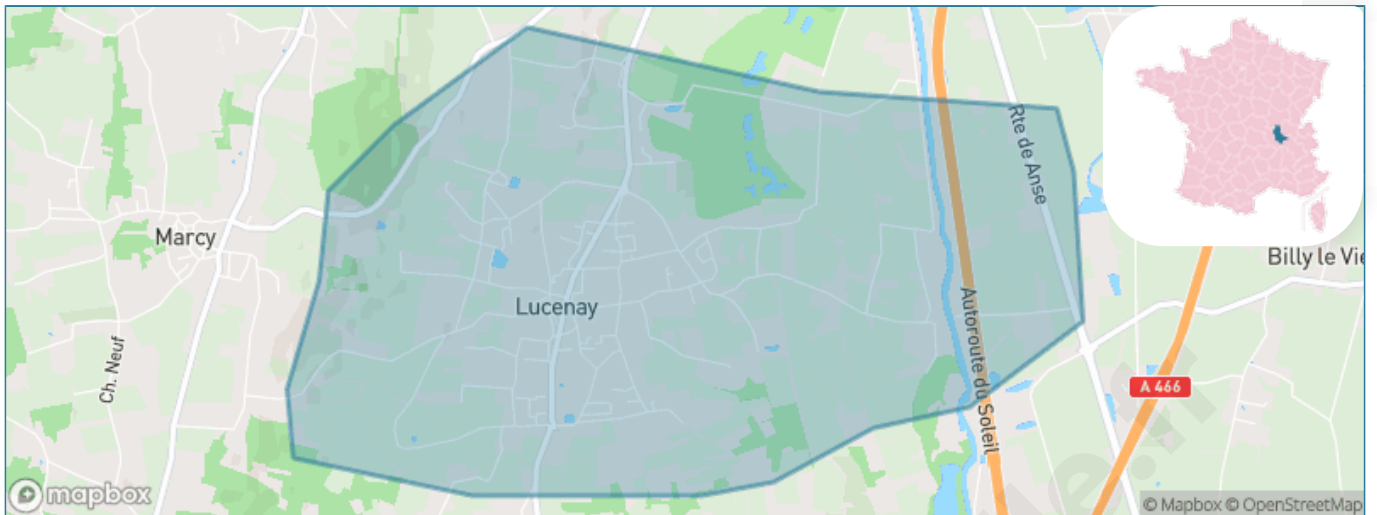 Rte de Anse
Marcy
Billy le Vie
Lucenay
Autoroute du Soleil
Ch. Neuf
A 466
mapbox
© Mapbox © OpenStreetMap